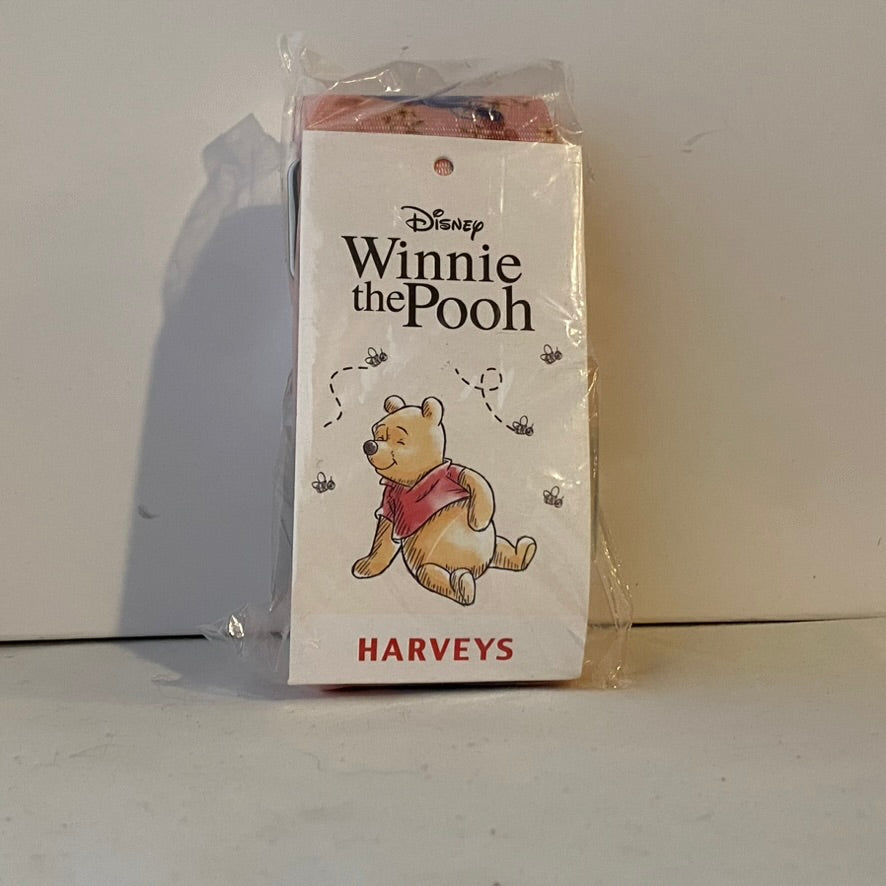 Disney
Winnie
the Pooh
HARVEYS